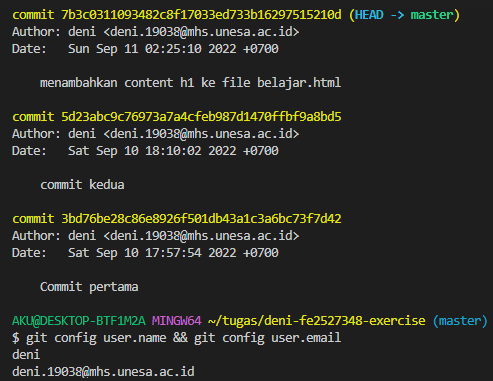 commit 7b3c0311093482c8f17033ed733b16297515210d (HEAD -> master)
Author: deni <deni.19038@mhs.unesa.ac.id>
Date:   Sun Sep 11 02:25:10 2022 +0700
menambahkan content h1 ke file belajar.html
commit 5d23abc9c76973a7a4cfeb987d1470ffbf9a8bd5
Author: deni <deni.19038@mhs.unesa.ac.id>
Date:   Sat Sep 10 18:10:02 2022 +0700
commit kedua
commit 3bd76be28c86e8926f501db43a1c3a6bc73f7d42
Author: deni <deni.19038@mhs.unesa.ac.id>
Date:   Sat Sep 10 17:57:54 2022 +0700
Commit pertama
AKU@DESKTOP-BTF1M2A MINGW64 ~/tugas/deni-fe2527348-exercise (master)
$ git config user.name && git config user.email
deni
deni.19038@mhs.unesa.ac.id